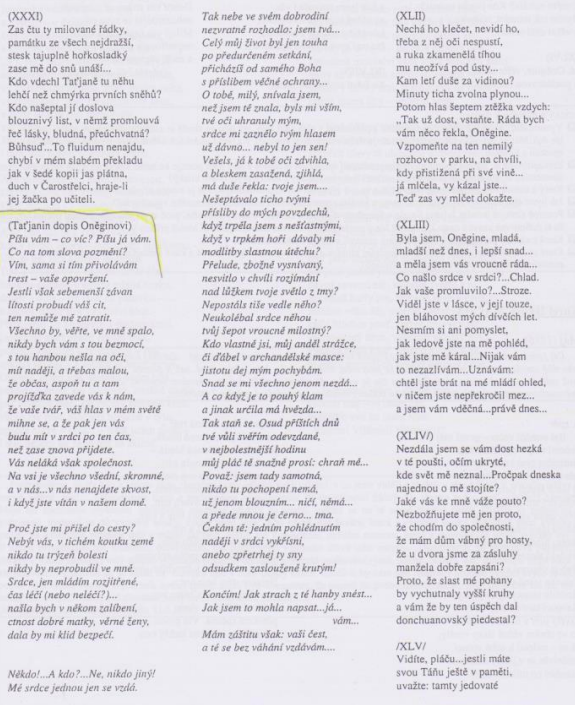 (XXXI)
Zas čtu ty milované řádky,
památku ze všech nejdražší,
stesk tajuplně hořkosladký
zase mě do snů unáší...
Kdo vdechl Taťjaně tu něhu
lehčí než chmýrka prvních sněhů?
Kdo našeptal jí doslova
blouznivý list, v němž promlouvá
řeč lásky, bludná, přeúchvatná?
Bůhsuď...To fluidum nenajdu,
chybí v mém slabém překladu
jak v šedé kopii jas plátna,
duch v Čarostřelci, hraje-li
jej žačka po učiteli.
(Taťjanin dopis Oněginovi)
Píšu vám – co víc? Píšu já vám.
Co na tom slova pozmění?
Vím, sama si tím přivolávám
trest – vaše opovržení.
Jestli však sebemenší závan
lítosti probudí váš cit,
ten nemůže mě zatratit.
Všechno by, věřte, ve mně spalo,
nikdy bych vám s tou bezmocí,
s tou hanbou nešla na oči,
mít naději, a třebas malou,
že občas, aspoň tu a tam
projížďka zavede vás k nám,
že vaše tvář, váš hlas v mém světě
mihne se, a že pak jen vás
budu mít v srdci po ten čas,
než zase znova přijdete.
Vás neláká však společnost.
Na vsi je všechno všední, skromné,
a v nás...v nás nenajdete skvost,
i když jste vítán v našem domě.
Proč jste mi přišel do cesty?
Nebýt vás, v tichém koutku země
nikdo tu trýzeň bolesti
nikdy by neprobudil ve mně.
Srdce, jen mládím rozjitřené,
čas léčí (nebo neléčí?)...
našla bych v někom zalíbení,
ctnost dobré matky, věrné ženy,
dala by mi klid bezpečí.
Někdo!...A kdo?...Ne, nikdo jiný!
Mé srdce jednou jen se vzdá.
Tak nebe ve svém dobrodiní
nezvratně rozhodlo: jsem tvá...
Celý můj život byl jen touha
po předurčeném setkání,
přicházíš od samého Boha
s příslibem věčné ochrany...
O tobě, milý, snívala jsem,
než jsem tě znala, byls mi vším,
tvé oči uhranuly mým,
srdce mi zaznělo tvým hlasem
už dávno... nebyl to jen sen!
Vešels, já k tobě oči zdvihla,
a bleskem zasažená, zjihlá,
má duše řekla: tvoje jsem....
Nešeptávalo ticho tvými
přísliby do mých povzdechů,
když trpěla jsem s nešťastnými,
když v trpkém hoři dávaly mi
modlitby slastnou útěchu?
Přelude, zbožně vysnívaný,
nesvitlo v chvíli rozjímání
nad lůžkem tvoje světlo z tmy?
Nepostáls tiše vedle něho?
Neukolébal srdce něhou
tvůj šepot vroucně milostný?
Kdo vlastně jsi, můj anděl strážce,
či ďábel v archandělské masce:
jistotu dej mým pochybám.
Snad se mi všechno jenom nezdá...
A co když je to pouhý klam
a jinak určila má hvězda...
Tak staň se. Osud příštích dnů
tvé vůli svěřím odevzdaně,
v nejbolestnější hodinu
můj pláč tě snažně prosí: chraň mě...
Považ: jsem tady samotná,
nikdo tu pochopení nemá,
už jenom blouzním... ničí, němá...
a přede mnou je černo... tma.
Čekám tě: jedním pohlédnutím
naději v srdci vykřísni,
anebo zpřetrhej ty sny
odsudkem zasloužené krutým!
Končím! Jak strach z té hanby snést...
Jak jsem to mohla napsat...já...
vám...
Mám záštitu však: vaši čest,
a té se bez váhání vzdávám....
(XLII)
Nechá ho klečet, nevidí ho,
třeba z něj oči nespustí,
a ruka zkamenělá tíhou
mu neožívá pod ústy...
Kam letí duše za vidinou?
Minuty ticha zvolna plynou...
Potom hlas šeptem ztěžka vzdych:
„Tak už dost, vstaňte. Ráda bych
vám něco řekla, Oněgine.
Vzpomeňte na ten nemilý
rozhovor v parku, na chvíli,
kdy přistižená při své vině...
já mlčela, vy kázal jste...
Teď zas vy mlčet dokažte.
(XLIII)
Byla jsem, Oněgine, mladá,
mladší než dnes, i lepší snad...
a měla jsem vás vroucně ráda...
Co našlo srdce v srdci?...Chlad.
Jak vaše promluvilo?...Stroze.
Viděl jste v lásce, v její touze,
jen bláhovost mých dívčích let.
Nesmím si ani pomyslet,
jak ledově jste na mě pohléd,
jak jste mě káral...Nijak vám
to nezazlívám...Uznávám:
chtěl jste brát na mé mládí ohled,
v ničem jste nepřekročil mez...
a jsem vám vděčná...právě dnes...
(XLIV/)
Nezdála jsem se vám dost hezká
v té poušti, očím ukryté,
kde svět mě neznal...Pročpak dneska
najednou o mě stojíte?
Jaké vás ke mně váže pouto?
Nezbožňujete mě jen proto,
že chodím do společnosti,
že mám dům vábný pro hosty,
že u dvora jsme za zásluhy
manžela dobře zapsáni?
Proto, že slast mé pohany
by vychutnaly vyšší kruhy
a vám že by ten úspěch dal
donchuanovský piedestal?
/XLV/
Vidíte, pláču...jestli máte
svou Táňu ještě v paměti,
uvažte: tamty jedovaté